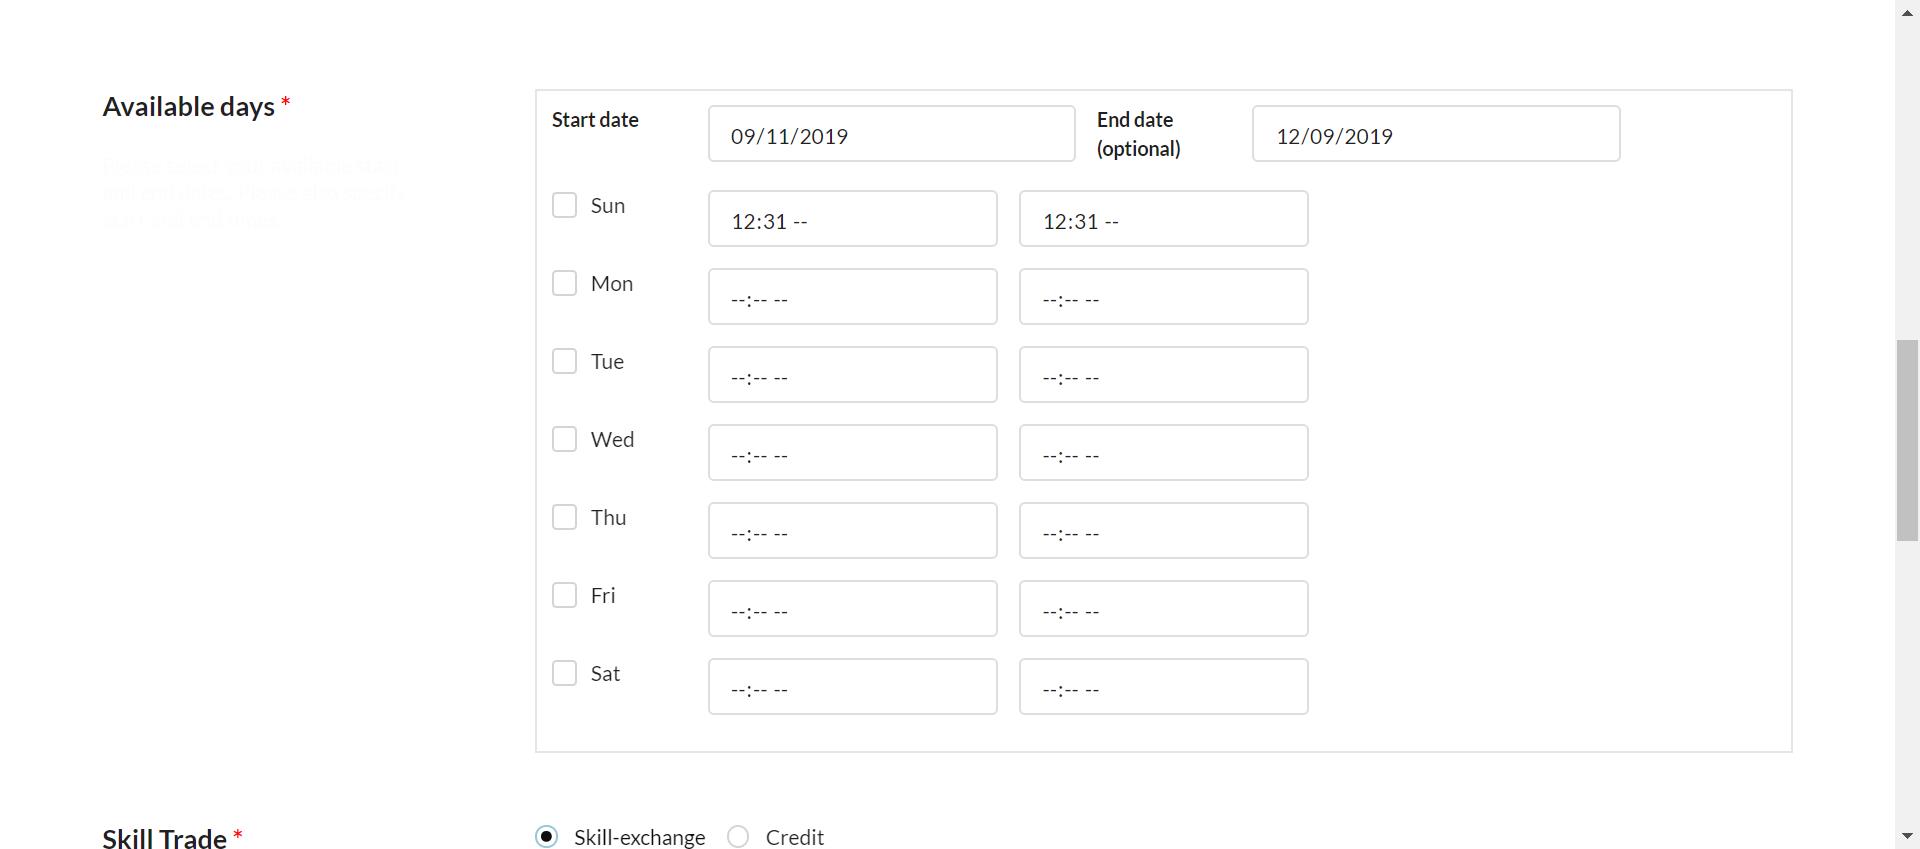 Available days *
Start date 09/11/2019 End date (optional) 12/09/2019
Sun 12:31 -- 12:31 --
Mon --:-- -- --:-- --
Tue --:-- -- --:-- --
Wed --:-- -- --:-- --
Thu --:-- -- --:-- --
Fri --:-- -- --:-- --
Sat --:-- -- --:-- --
Skill Trade * Skill-exchange Credit